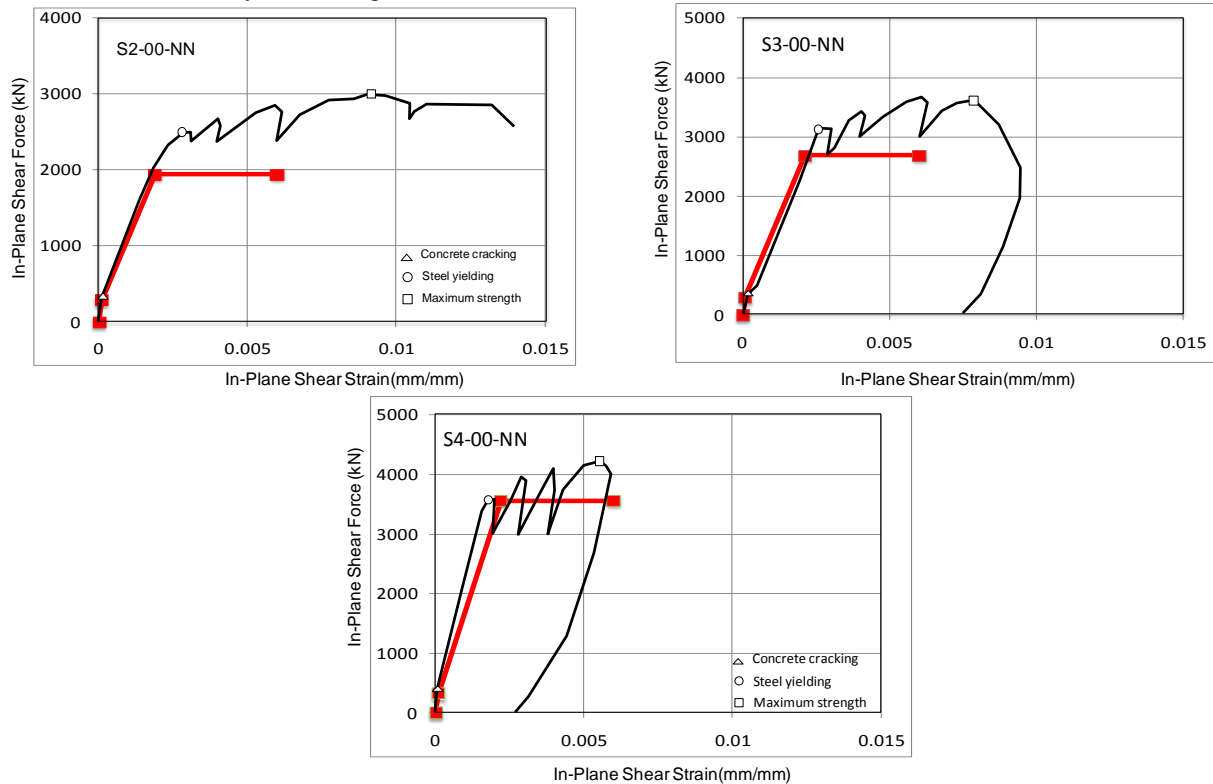 S2-00-NN
4000
3000
2000
1000
0
0
0.005
0.01
0.015
In-Plane Shear Force (kN)
In-Plane Shear Strain(mm/mm)
Concrete cracking
Steel yielding
Maximum strength
S3-00-NN
5000
4000
3000
2000
1000
0
0
0.005
0.01
0.015
In-Plane Shear Force (kN)
In-Plane Shear Strain(mm/mm)
S4-00-NN
5000
4000
3000
2000
1000
0
0
0.005
0.01
0.015
In-Plane Shear Force (kN)
In-Plane Shear Strain(mm/mm)
Concrete cracking
Steel yielding
Maximum strength